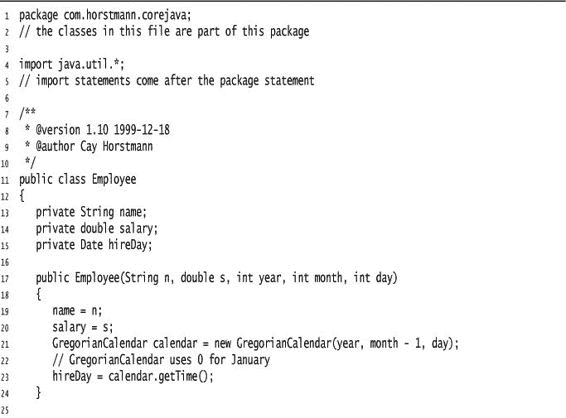 1 package com.horstmann.corejava;
2 // the classes in this file are part of this package
3
4 import java.util.*;
5 // import statements come after the package statement
6
7 /**
8  * @version 1.10 1999-12-18
9  * @author Cay Horstmann
10  */
11 public class Employee
12 {
13    private String name;
14    private double salary;
15    private Date hireDay;
16
17    public Employee(String n, double s, int year, int month, int day)
18    {
19       name = n;
20       salary = s;
21       GregorianCalendar calendar = new GregorianCalendar(year, month - 1, day);
22       // GregorianCalendar uses 0 for January
23       hireDay = calendar.getTime();
24    }
25